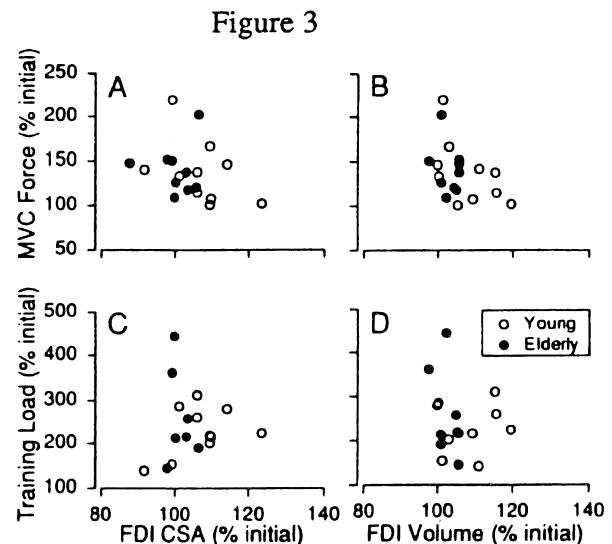 Figure 3
MVC Force (% initial)
250
200
150
100
50
A
B
Training Load (% initial)
500
400
300
200
100
C
D
Young
Elderly
80 100 120 140
80 100 120 140
FDI CSA (% initial)
FDI Volume (% initial)